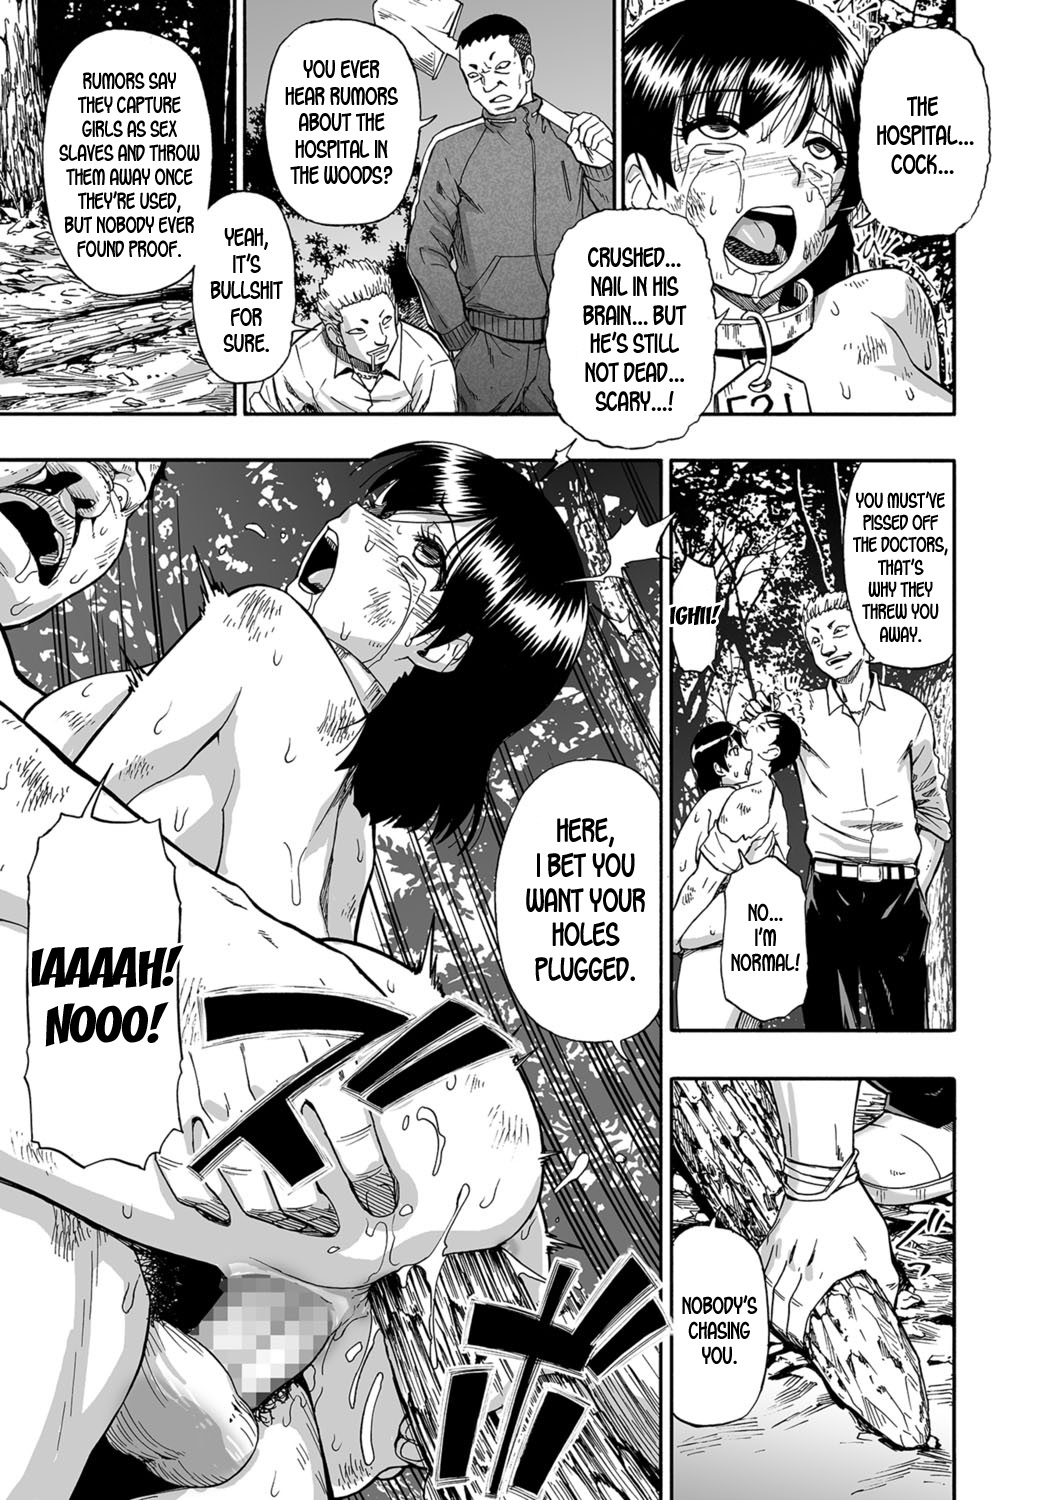 THE
HOSPITAL...
COCK...
CRUSHED...
NAIL IN HIS
BRAIN... BUT
HE'S STILL
NOT DEAD...
SCARY...!
YOU EVER
HEAR RUMORS
ABOUT THE
HOSPITAL IN
THE WOODS?
YEAH,
IT'S
BULLSHIT
FOR
SURE.
RUMORS SAY
THEY CAPTURE
GIRLS AS SEX
SLAVES AND THROW
THEM AWAY ONCE
THEY'RE USED,
BUT NOBODY EVER
FOUND PROOF.
YOU MUST'VE
PISSED OFF
THE DOCTORS,
THAT'S
WHY THEY
THREW YOU
AWAY.
IGHII!
NO...
I'M
NORMAL!
NOBODY'S
CHASING
YOU.
HERE,
I BET YOU
WANT YOUR
HOLES
PLUGGED.
IAAAAH!
NOOO!
ズ
ボ